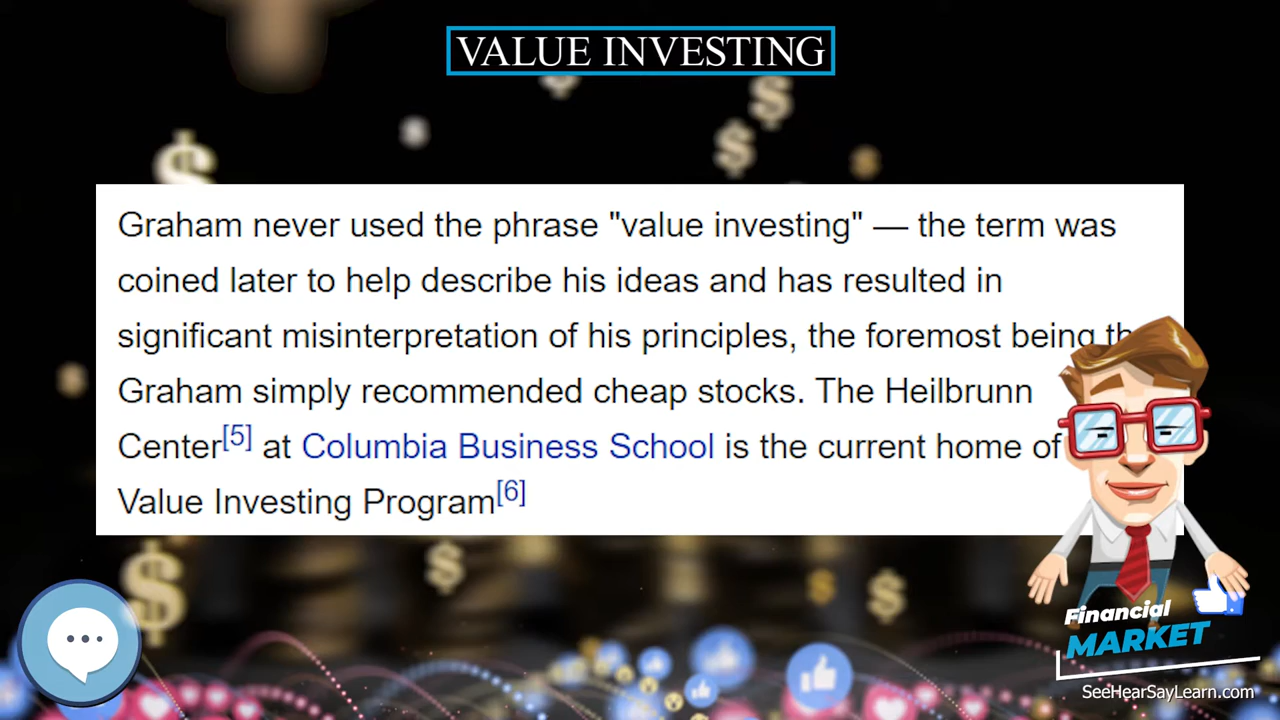 VALUE INVESTING
Graham never used the phrase "value investing" — the term was
coined later to help describe his ideas and has resulted in
significant misinterpretation of his principles, the foremost being
Graham simply recommended cheap stocks. The Heilbrunn
Center[5] at Columbia Business School is the current home of
Value Investing Program[6]
Financial
MARKET
SeeHearSayLearn.com